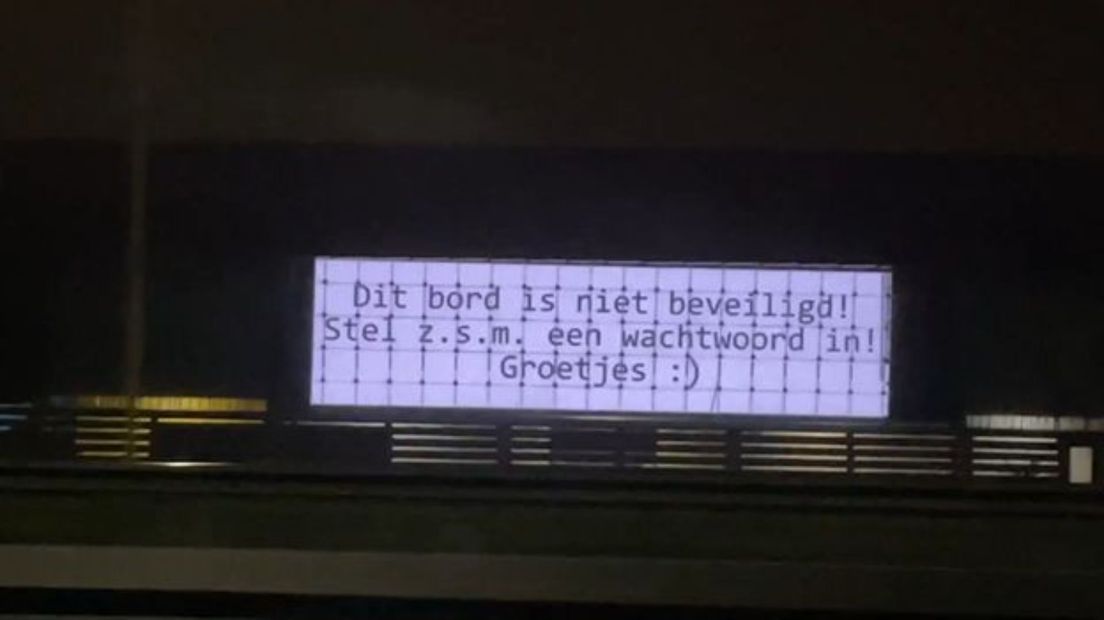 Dit bord is niet beveiligd!
Stel z.s.m. een wachtwoord in!
Groetjes :)